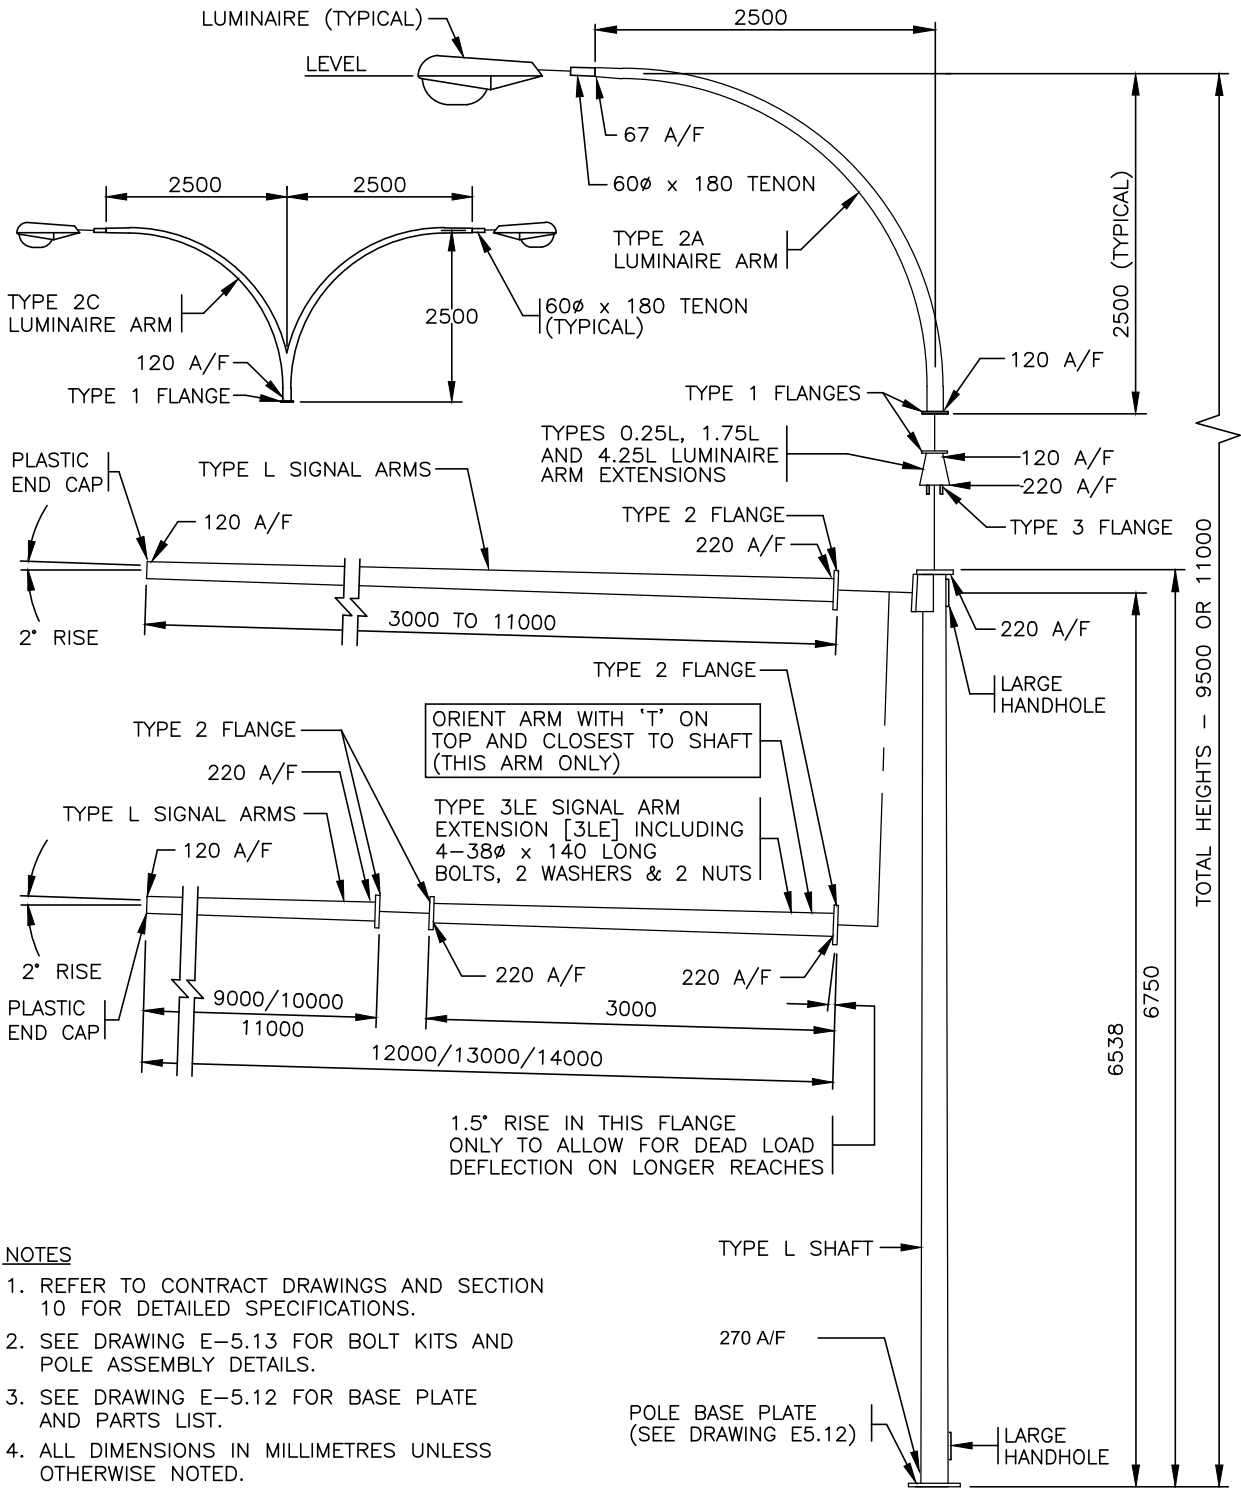 LUMINAIRE (TYPICAL)
2500
LEVEL
67 A/F
60ø x 180 TENON
2500
2500
TYPE 2A
LUMINAIRE ARM
2500 (TYPICAL)
TYPE 2C
LUMINAIRE ARM
2500
60ø x 180 TENON
(TYPICAL)
120 A/F
TYPE 1 FLANGE
120 A/F
TYPE 1 FLANGES
TYPES 0.25L, 1.75L
AND 4.25L LUMINAIRE
ARM EXTENSIONS
120 A/F
220 A/F
TYPE 3 FLANGE
PLASTIC
END CAP
TYPE L SIGNAL ARMS
120 A/F
TYPE 2 FLANGE
220 A/F
2° RISE
3000 TO 11000
220 A/F
LARGE
HANDHOLE
TOTAL HEIGHTS – 9500 OR 11000
TYPE 2 FLANGE
ORIENT ARM WITH ‘T’ ON
TOP AND CLOSEST TO SHAFT
(THIS ARM ONLY)
TYPE 2 FLANGE
220 A/F
TYPE L SIGNAL ARMS
120 A/F
TYPE 3LE SIGNAL ARM
EXTENSION [3LE] INCLUDING
4–38ø x 140 LONG
BOLTS, 2 WASHERS & 2 NUTS
2° RISE
PLASTIC
END CAP
220 A/F
220 A/F
9000/10000
11000
3000
12000/13000/14000
6538
6750
1.5° RISE IN THIS FLANGE
ONLY TO ALLOW FOR DEAD LOAD
DEFLECTION ON LONGER REACHES
TYPE L SHAFT
270 A/F
POLE BASE PLATE
(SEE DRAWING E5.12)
LARGE
HANDHOLE
NOTES
1. REFER TO CONTRACT DRAWINGS AND SECTION
10 FOR DETAILED SPECIFICATIONS.
2. SEE DRAWING E–5.13 FOR BOLT KITS AND
POLE ASSEMBLY DETAILS.
3. SEE DRAWING E–5.12 FOR BASE PLATE
AND PARTS LIST.
4. ALL DIMENSIONS IN MILLIMETRES UNLESS
OTHERWISE NOTED.